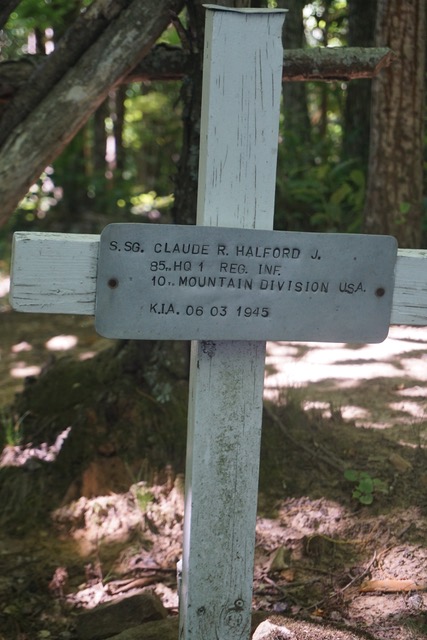 S.SG. CLAUDE R. HALFORD J.
85.. HQ 1 REG. INF.
10.. MOUNTAIN DIVISION USA.
K.I.A. 06 03 1945